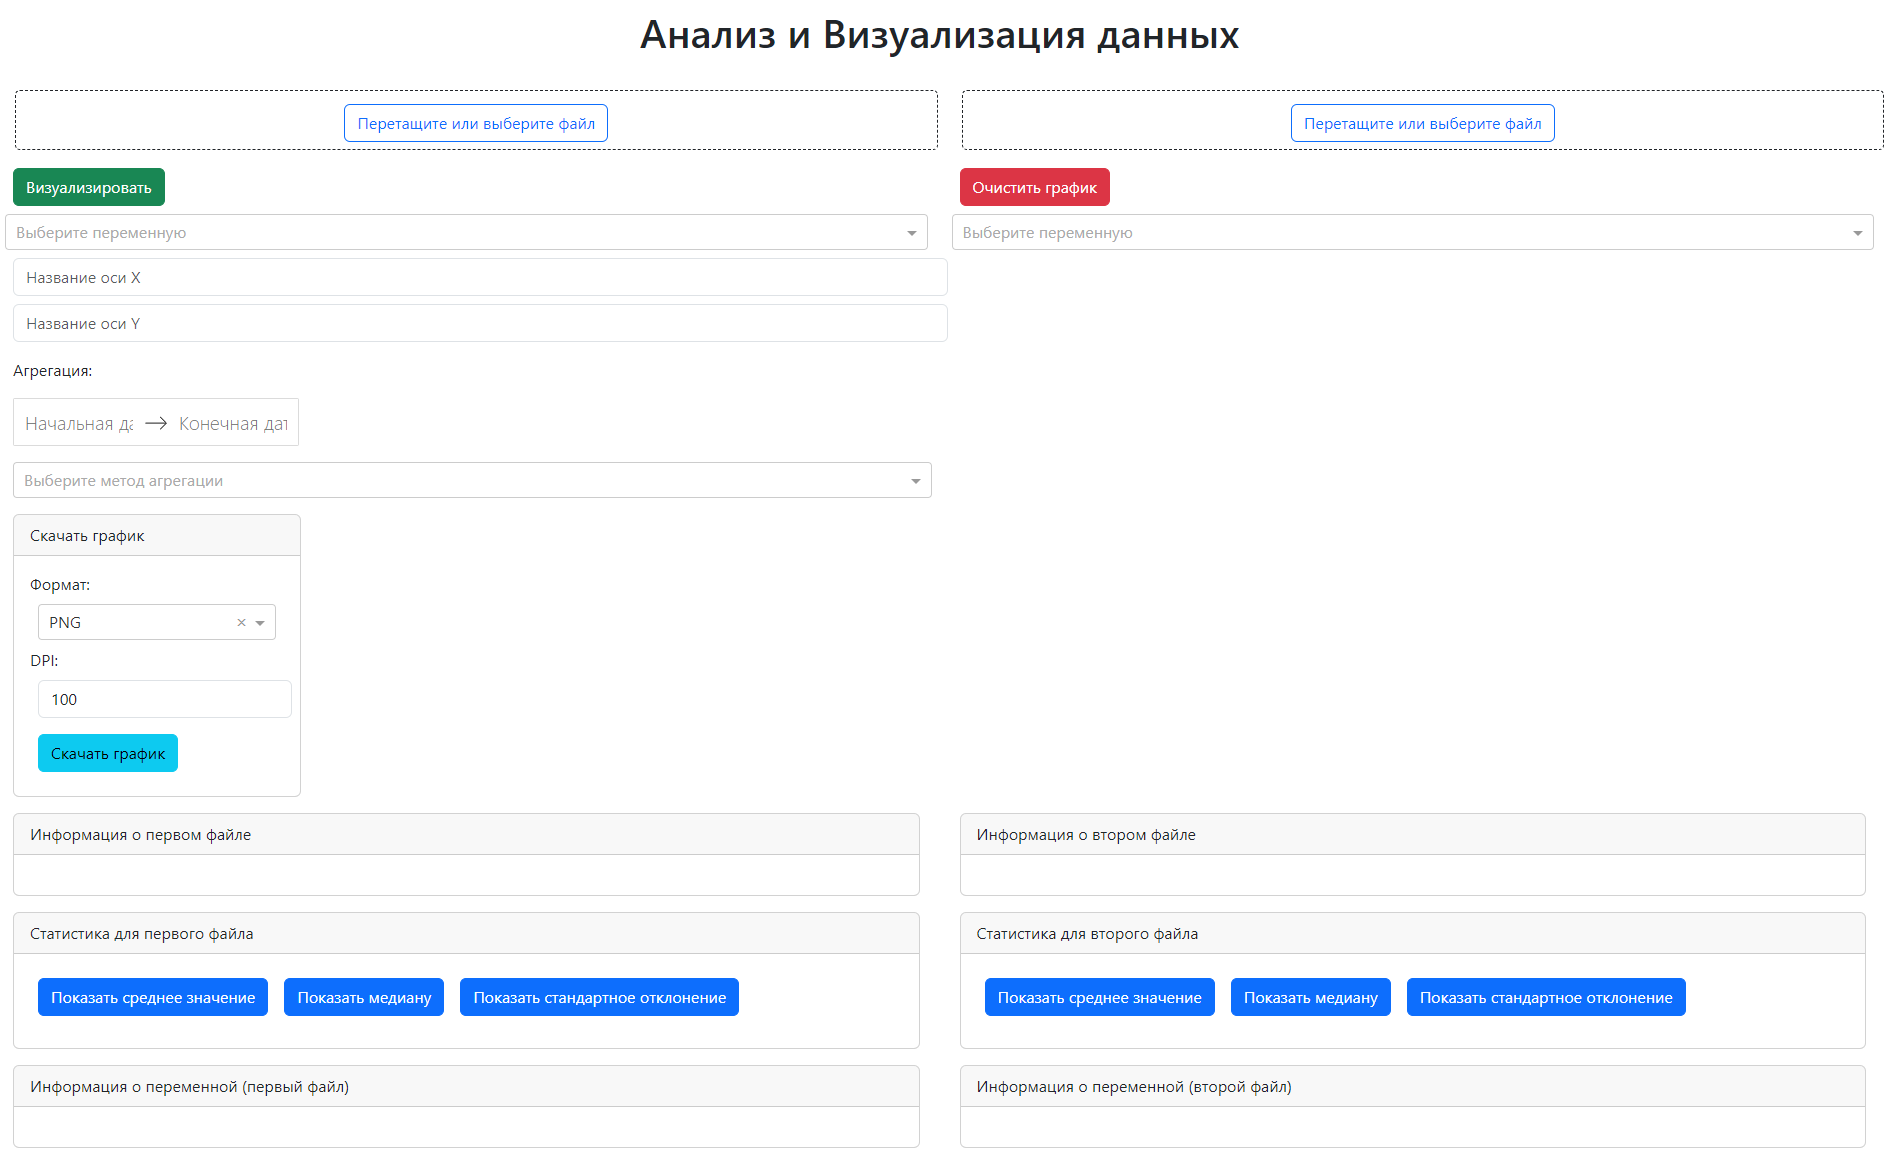 Анализ и Визуализация данных
Перетащите или выберите файл
Перетащите или выберите файл
Визуализировать
Очистить график
Выберите переменную
Выберите переменную
Название оси X
Название оси Y
Агрегация:
Начальная да → Конечная дат
Выберите метод агрегации
Скачать график
Формат:
PNG
DPI:
100
Скачать график
Информация о первом файле
Информация о втором файле
Статистика для первого файла
Статистика для второго файла
Показать среднее значение Показать медиану Показать стандартное отклонение
Показать среднее значение Показать медиану Показать стандартное отклонение
Информация о переменной (первый файл)
Информация о переменной (второй файл)